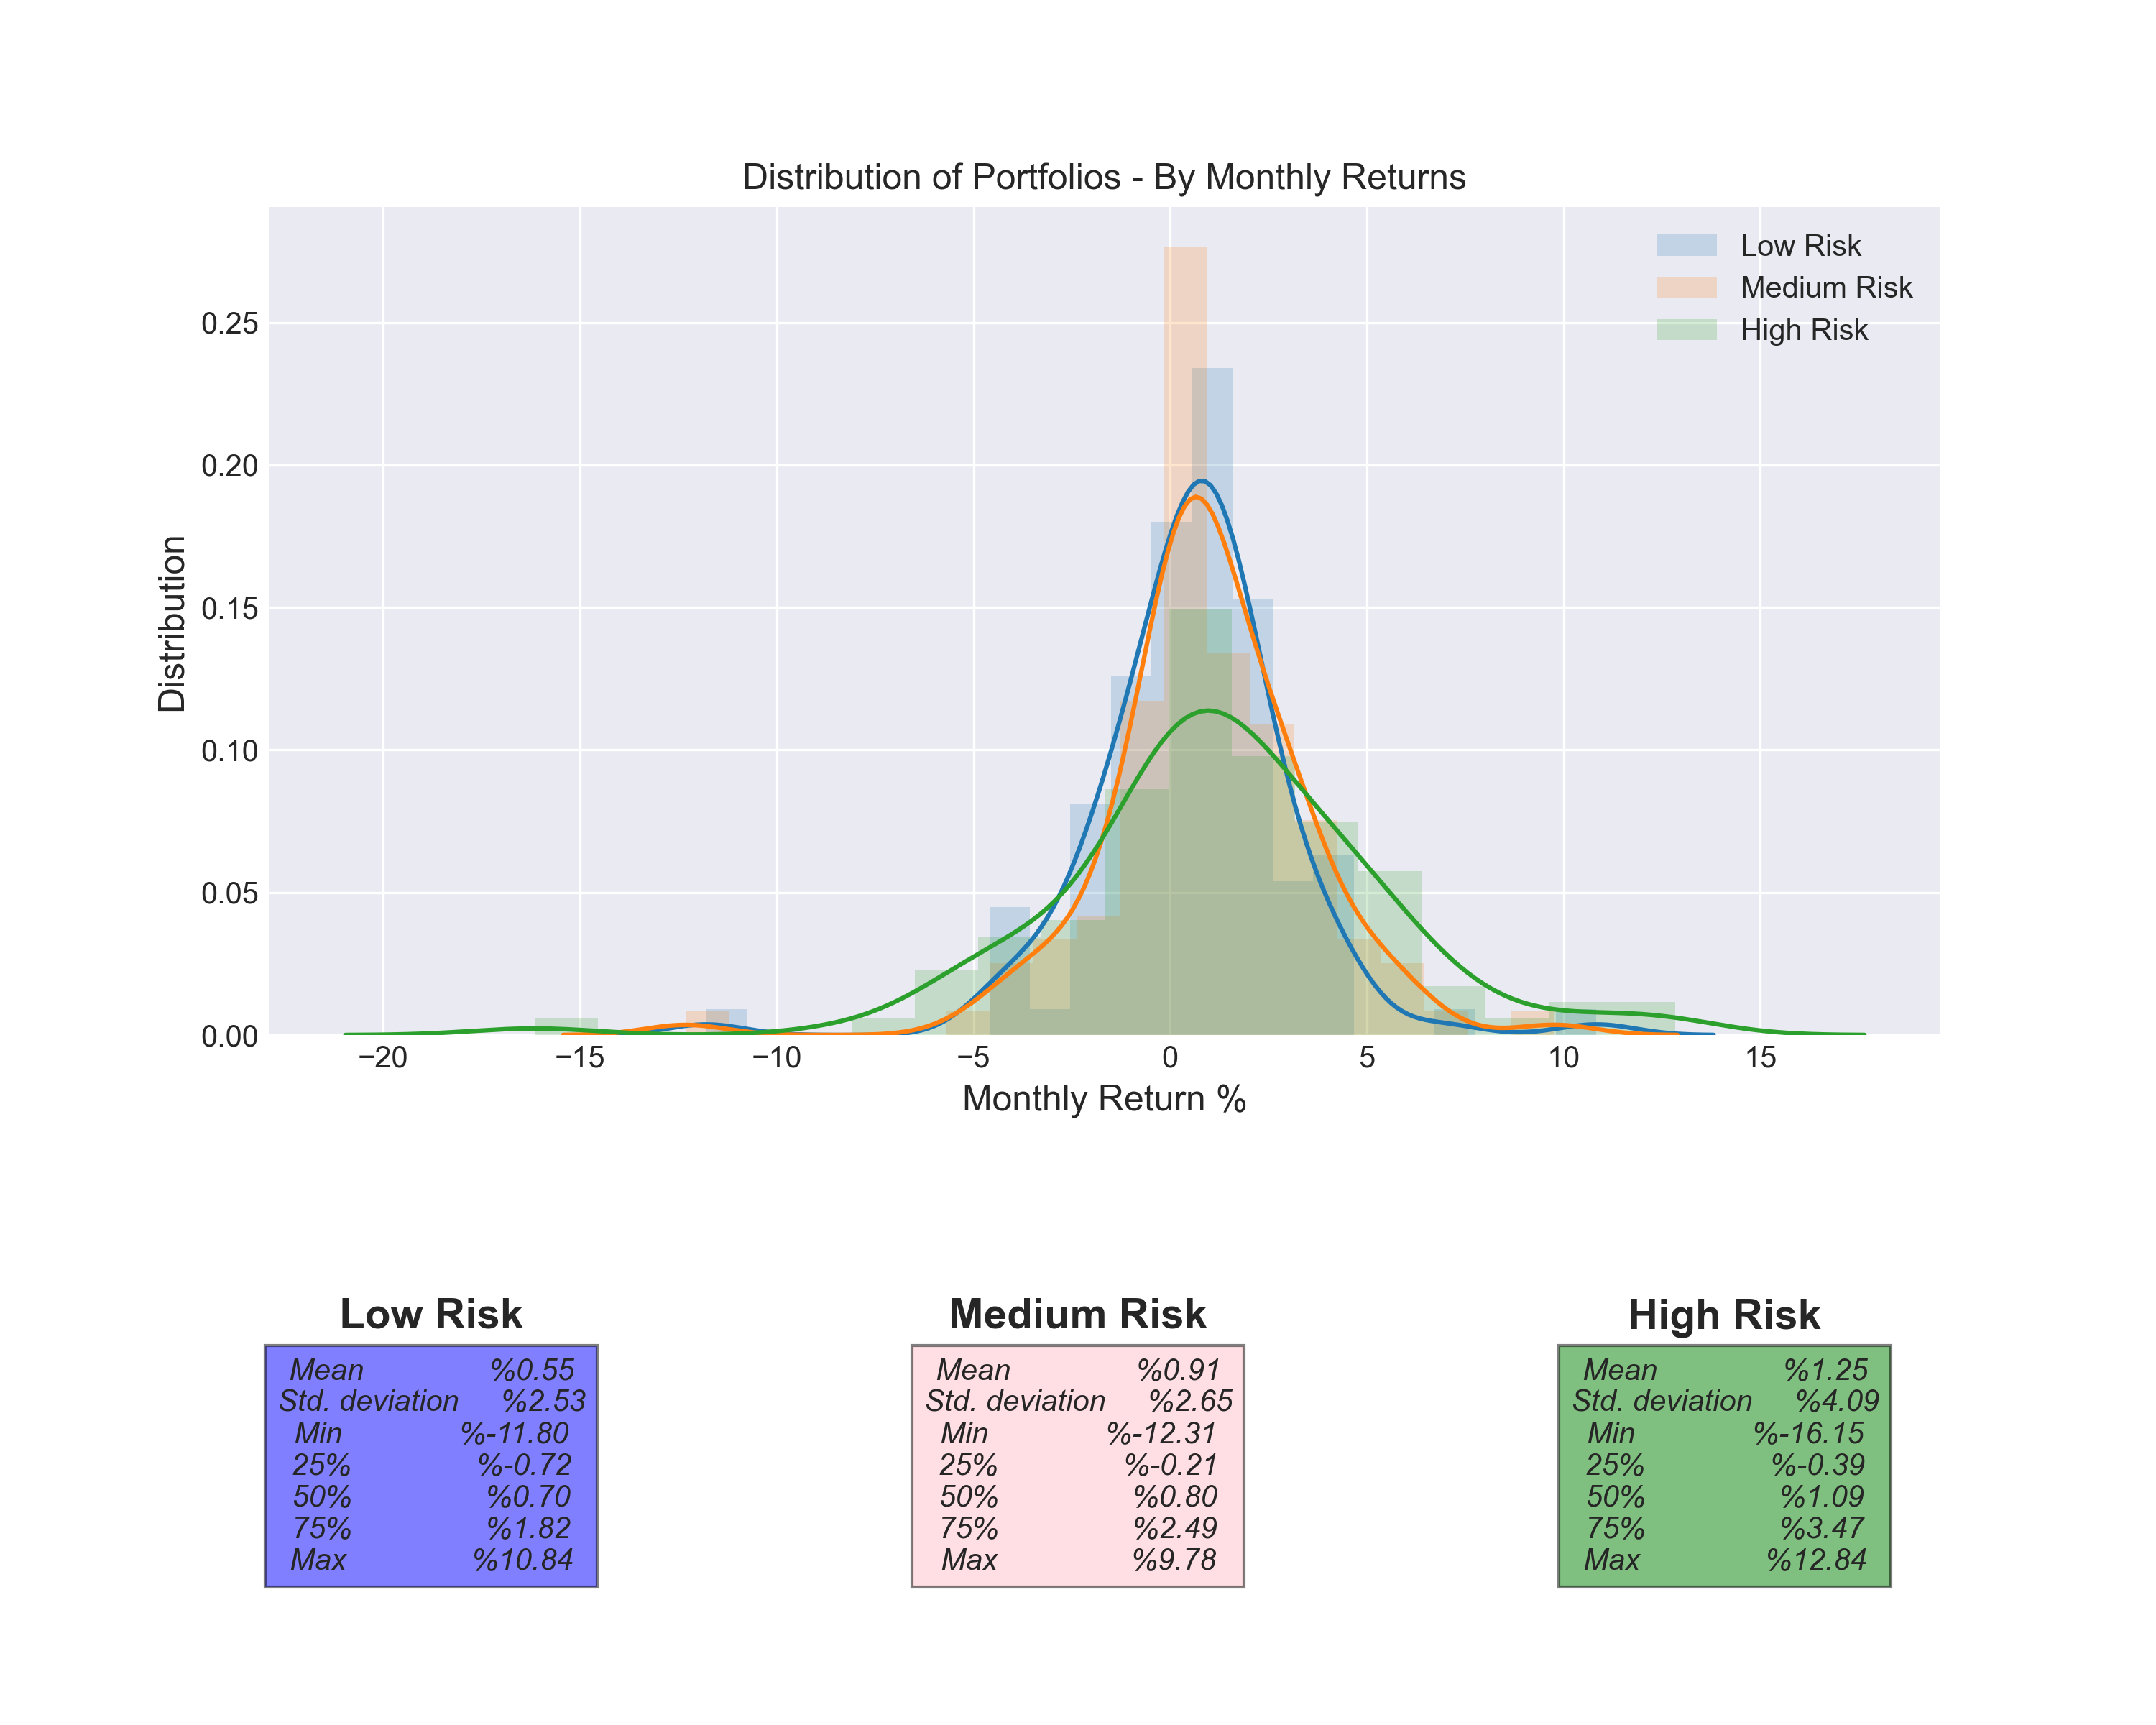 Distribution of Portfolios - By Monthly Returns
Low Risk
Medium Risk
High Risk
0.25
0.20
0.15
0.10
0.05
0.00
Distribution
−20 −15 −10 −5 0 5 10 15
Monthly Return %
Low Risk
Mean %0.55
Std. deviation %2.53
Min %-11.80
25% %-0.72
50% %0.70
75% %1.82
Max %10.84
Medium Risk
Mean %0.91
Std. deviation %2.65
Min %-12.31
25% %-0.21
50% %0.80
75% %2.49
Max %9.78
High Risk
Mean %1.25
Std. deviation %4.09
Min %-16.15
25% %-0.39
50% %1.09
75% %3.47
Max %12.84